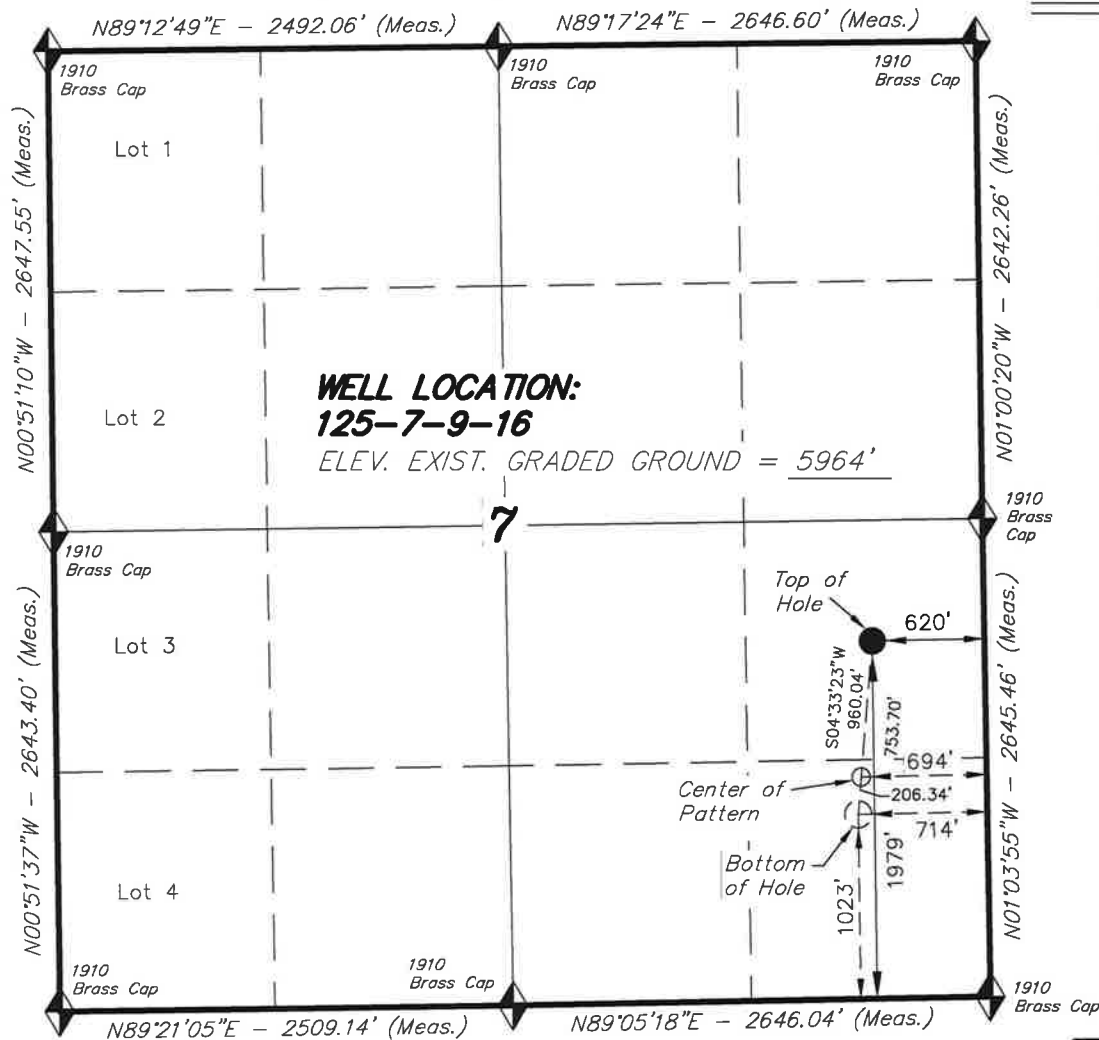 N89°12'49"E - 2492.06' (Meas.)
N89°17'24"E - 2646.60' (Meas.)
1910
Brass Cap
1910
Brass Cap
1910
Brass Cap
Lot 1
N00°51'10"W - 2647.55' (Meas.)
N01°00'20"W - 2642.26' (Meas.)
Lot 2
WELL LOCATION:
125-7-9-16
ELEV. EXIST. GRADED GROUND = 5964'
7
1910
Brass Cap
1910
Brass
Cap
Top of
Hole
620'
Lot 3
N00°51'37"W - 2643.40' (Meas.)
N01°03'55"W - 2645.46' (Meas.)
S04°33'23"W
960.04'
753.70'
694'
Center of
Pattern
206.34'
714'
Bottom
of Hole
1023'
1979'
Lot 4
1910
Brass Cap
1910
Brass Cap
1910
Brass Cap
N89°21'05"E - 2509.14' (Meas.)
N89°05'18"E - 2646.04' (Meas.)